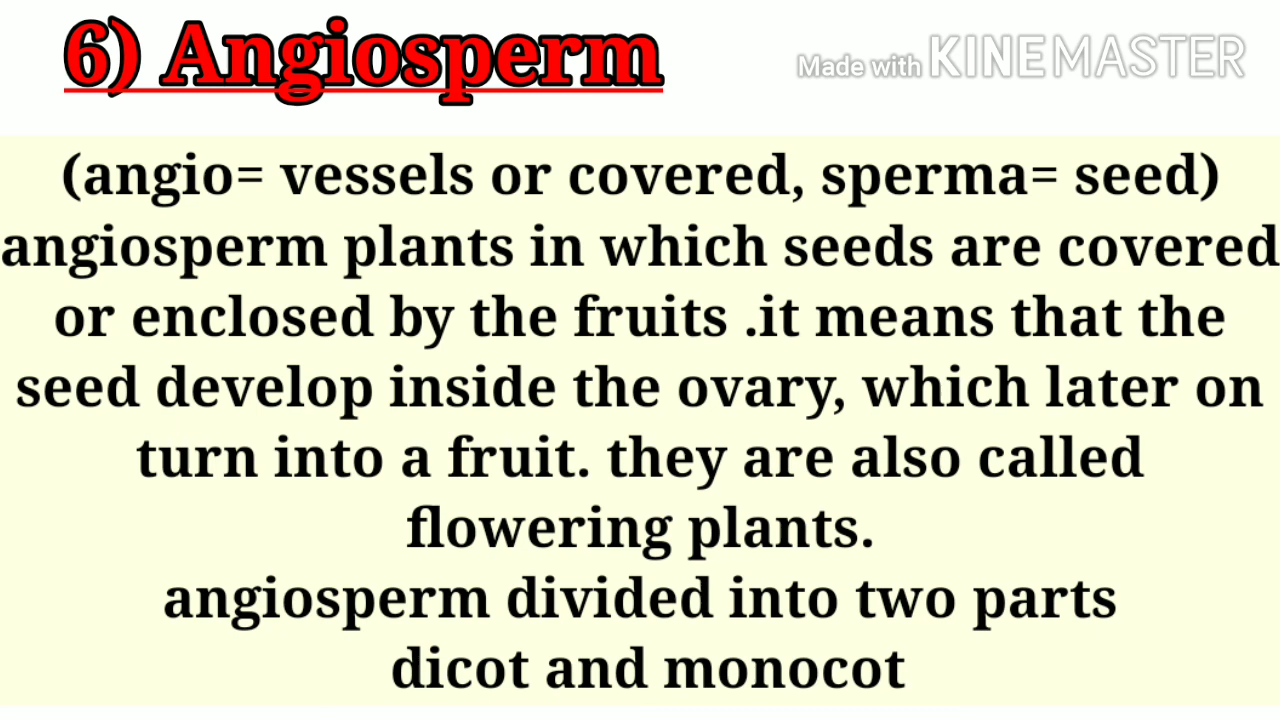 6) Angiosperm
Made with KINEMASTER
(angio= vessels or covered, sperma= seed)
angiosperm plants in which seeds are covered
or enclosed by the fruits .it means that the
seed develop inside the ovary, which later on
turn into a fruit. they are also called
flowering plants.
angiosperm divided into two parts
dicot and monocot